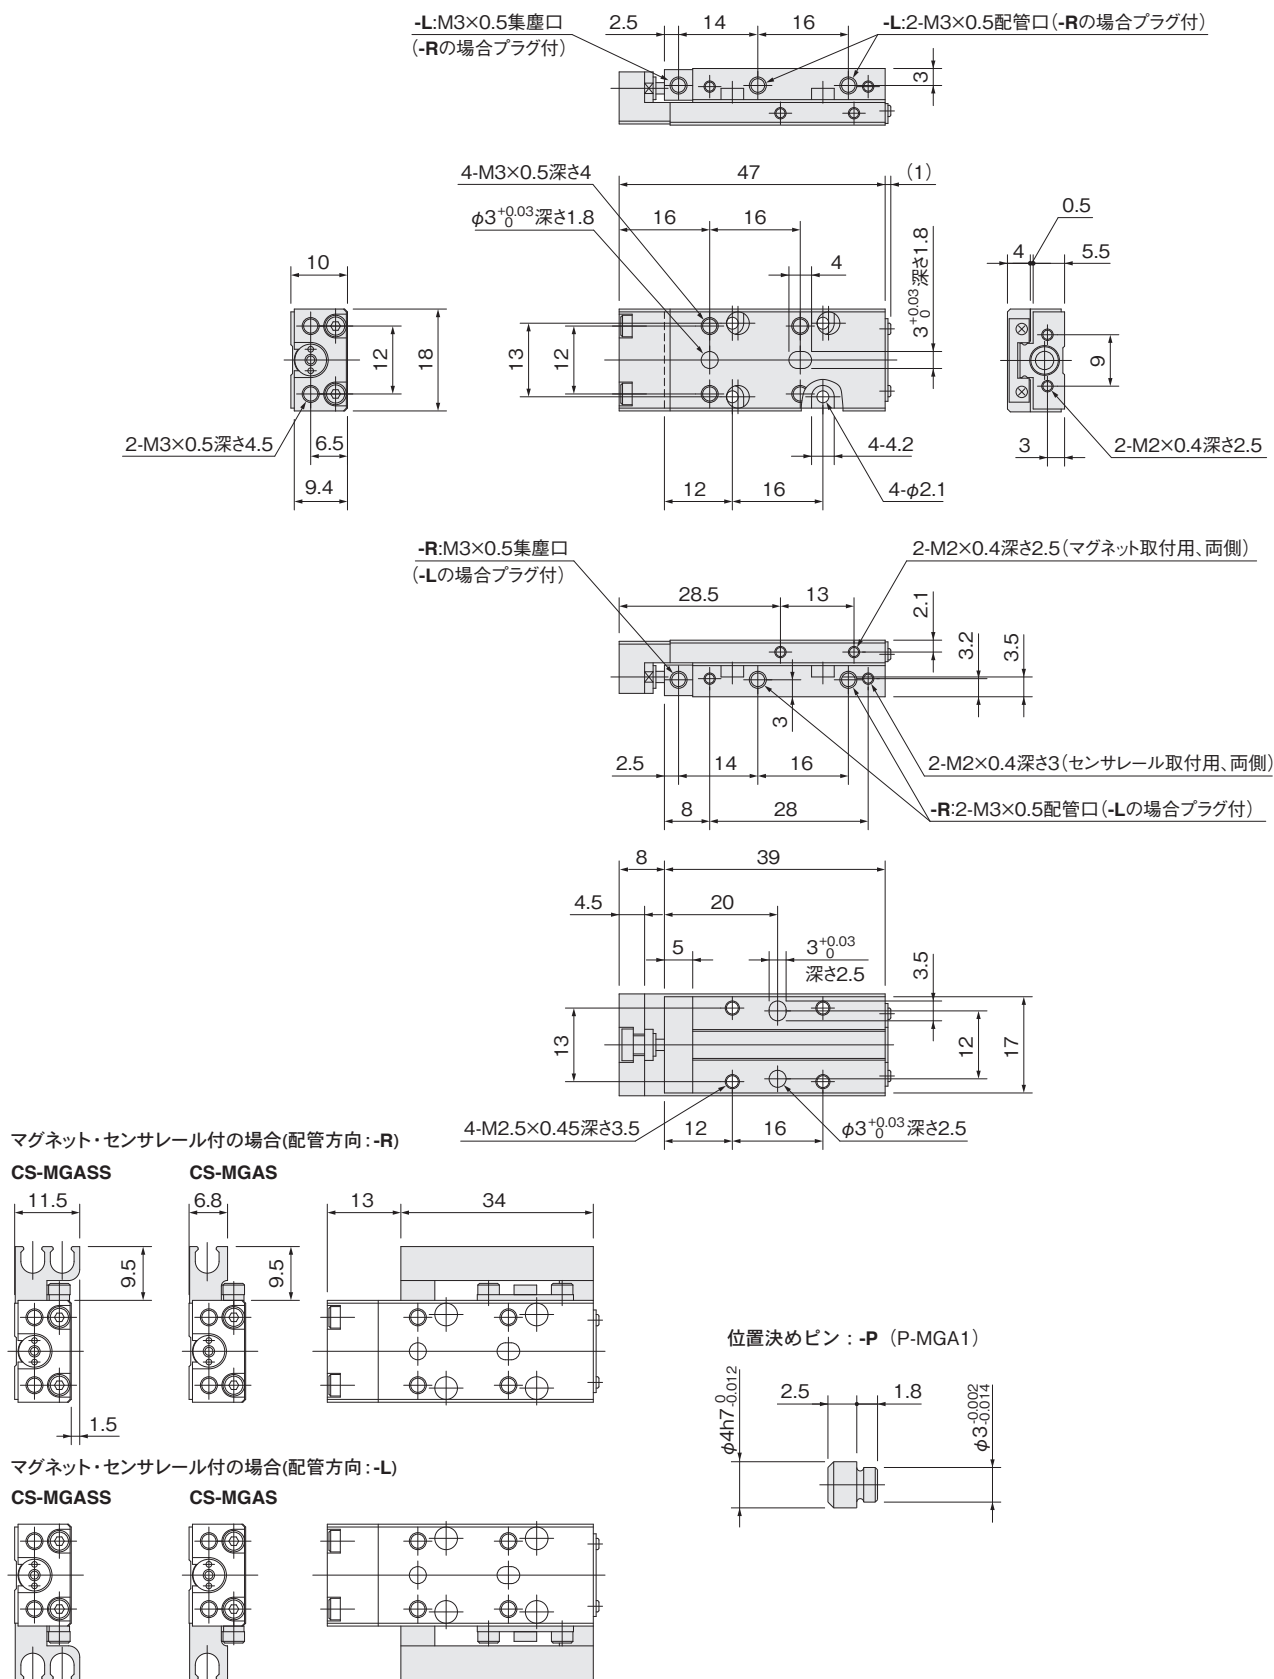 -L:M3×0.5集塵口
(-Rの場合プラグ付)
2.5
14
16
-L:2-M3×0.5配管口(-Rの場合プラグ付)
3
4-M3×0.5深さ4
φ3 +0.03 0 深さ1.8
47
(1)
16
16
4
3 +0.03 0 深さ1.8
0.5
4
5.5
10
12
18
13
12
9
2-M3×0.5深さ4.5
6.5
9.4
4-4.2
12
16
4-φ2.1
3
2-M2×0.4深さ2.5
-R:M3×0.5集塵口
(-Lの場合プラグ付)
2-M2×0.4深さ2.5(マグネット取付用、両側)
28.5
13
2.1
3.2
3.5
3
2.5
14
16
2-M2×0.4深さ3(センサレール取付用、両側)
8
28
-R:2-M3×0.5配管口(-Lの場合プラグ付)
8
39
4.5
20
5
3 +0.03 0
深さ2.5
3.5
13
12
17
4-M2.5×0.45深さ3.5
12
16
φ3 +0.03 0 深さ2.5
マグネット・センサレール付の場合(配管方向:-R)
CS-MGASS
CS-MGAS
11.5
6.8
13
34
9.5
9.5
1.5
位置決めピン:-P (P-MGA1)
φ4h7 0 -0.012
2.5
1.8
φ3 -0.002 -0.014
マグネット・センサレール付の場合(配管方向:-L)
CS-MGASS
CS-MGAS